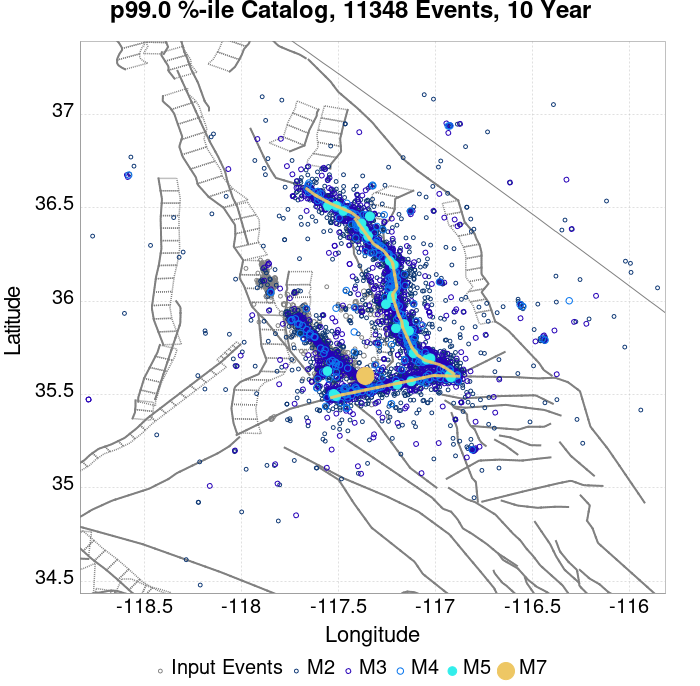 p99.0 %-ile Catalog, 11348 Events, 10 Year
37
36.5
36
35.5
35
34.5
Latitude
-118.5 -118 -117.5 -117 -116.5 -116
Longitude
Input Events M2 M3 M4 M5 M7